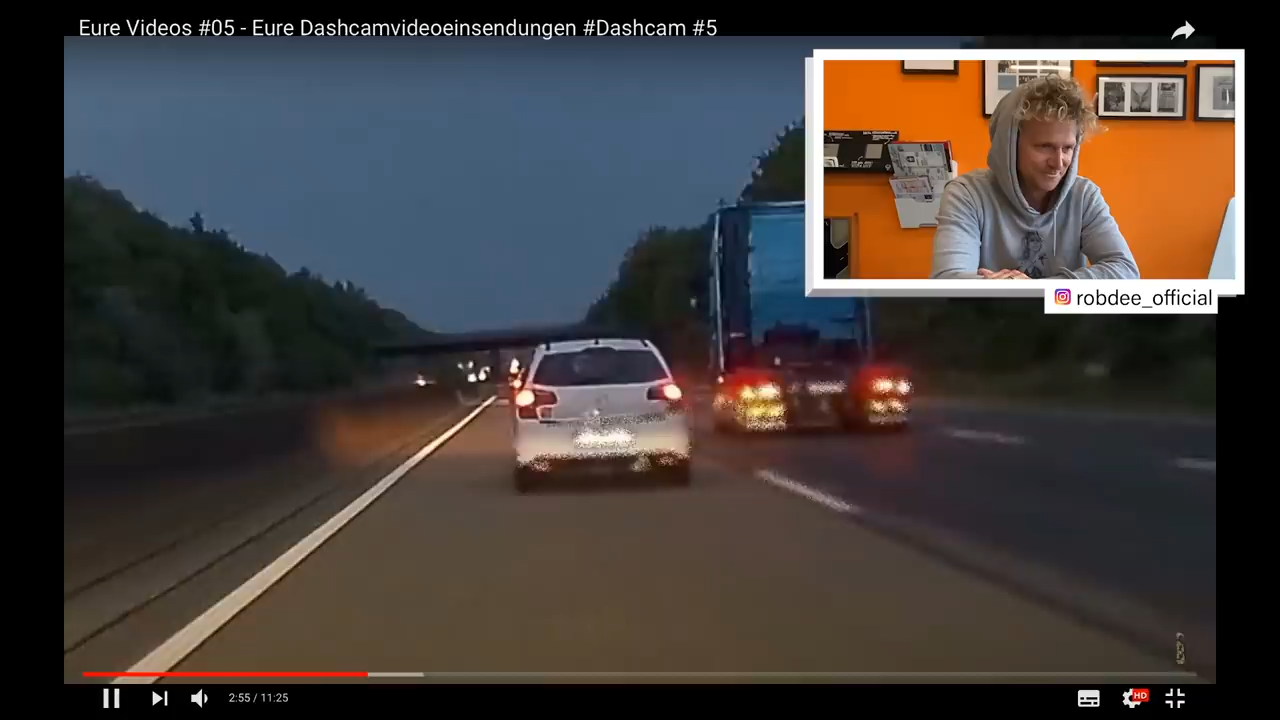 Eure Videos #05 - Eure Dashcamvideoeinsendungen #Dashcam #5
robdee_official
2:55 / 11:25
HD